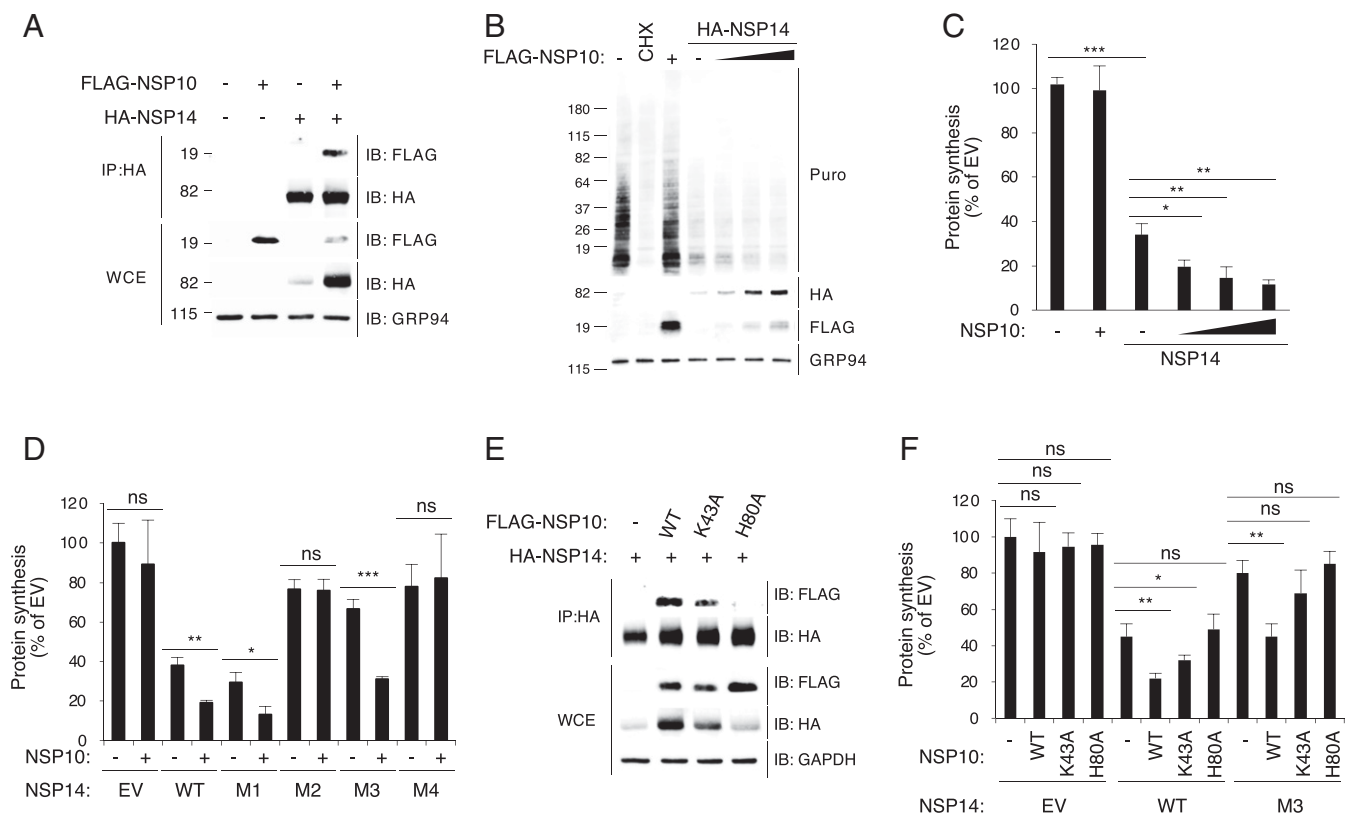 A
FLAG-NSP10 - + - +
HA-NSP14 - - + +
IP:HA
19
IB: FLAG
82
IB: HA
WCE
19
IB: FLAG
82
IB: HA
115
IB: GRP94
B
HA-NSP14
FLAG-NSP10: - CHX + -
180
115
82
64
37
26
19
Puro
82
HA
19
FLAG
115
GRP94
C
Protein synthesis
(% of EV)
120
100
80
60
40
20
0
***
**
**
*
NSP10: - + -
NSP14
D
Protein synthesis
(% of EV)
120
100
80
60
40
20
0
ns
**
*
ns
***
ns
NSP10: - + - + - + - + - + - +
NSP14: EV WT M1 M2 M3 M4
E
FLAG-NSP10: - WT K43A H80A
HA-NSP14: + + + +
IP:HA
IB: FLAG
IB: HA
WCE
IB: FLAG
IB: HA
IB: GAPDH
F
Protein synthesis
(% of EV)
120
100
80
60
40
20
0
ns
ns
ns
ns
*
**
ns
ns
**
NSP10: - WT K43A H80A - WT K43A H80A - WT K43A H80A
NSP14: EV WT M3